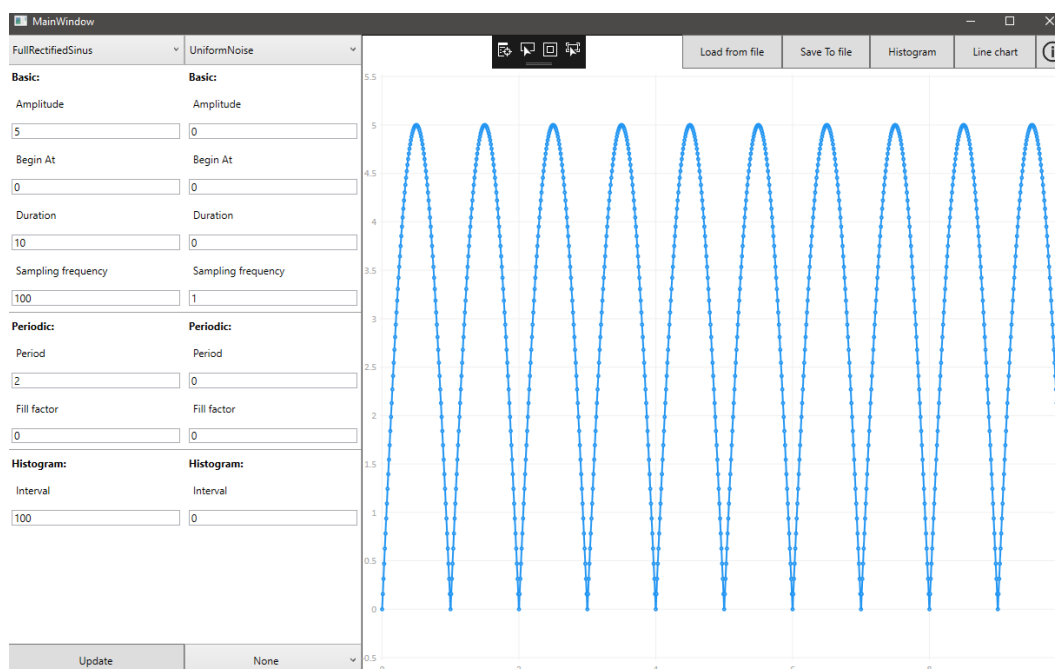 MainWindow
FullRectifiedSinus UniformNoise
Load from file Save To file Histogram Line chart
Basic: Basic:
Amplitude Amplitude
5 0
Begin At Begin At
0 0
Duration Duration
10 0
Sampling frequency Sampling frequency
100 1
Periodic: Periodic:
Period Period
2 0
Fill factor Fill factor
0 0
Histogram: Histogram:
Interval Interval
100 0
Update None
5.5
5
4.5
4
3.5
3
2.5
2
1.5
1
0.5
0
0.5